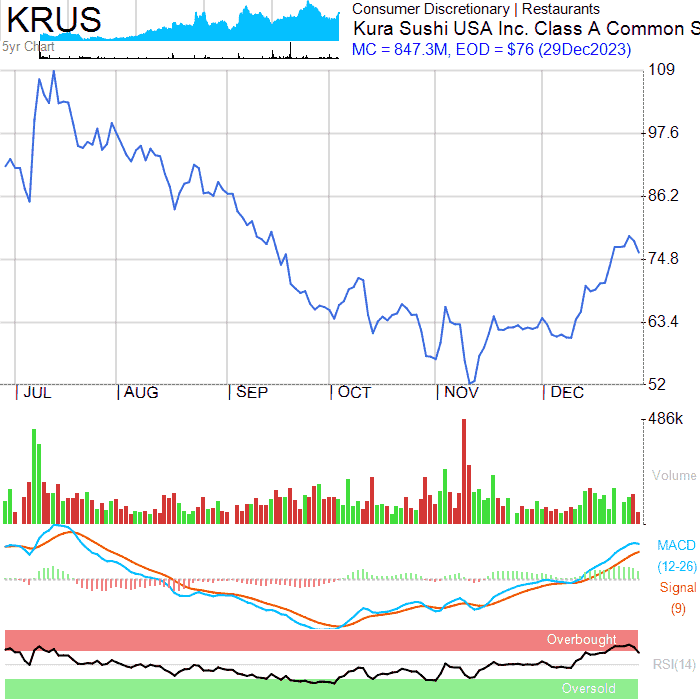 KRUS
5yr Chart
Consumer Discretionary | Restaurants
Kura Sushi USA Inc. Class A Common S
MC = 847.3M, EOD = $76 (29Dec2023)
109
97.6
86.2
74.8
63.4
52
JUL AUG SEP OCT NOV DEC
486k
Volume
MACD
(12-26)
Signal
(9)
Overbought
RSI(14)
Oversold